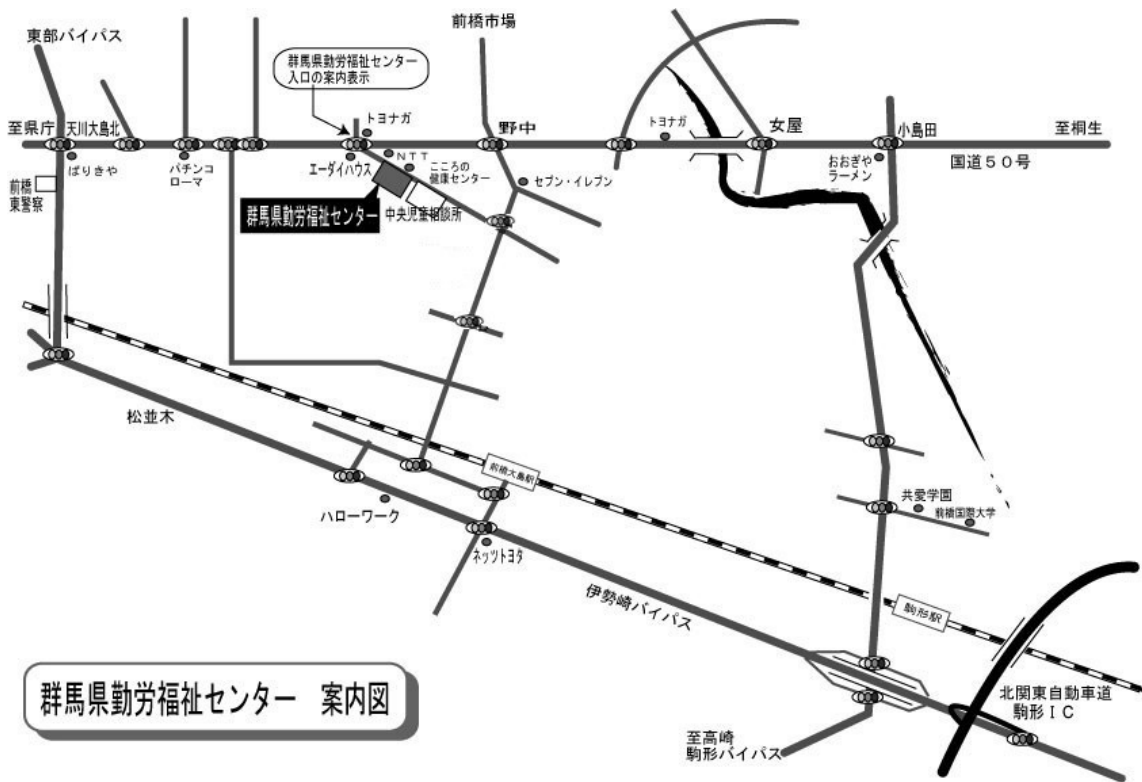 東部バイパス
前橋市場
群馬県勤労福祉センター
入口の案内表示
至県庁
天川大島北
トヨナガ
野中
トヨナガ
女屋
小島田
至桐生
国道50号
ぱりきや
パチンコ
ローマ
エーダイハウス
NTT
こころの
健康センター
セブン・イレブン
おおぎや
ラーメン
前橋
東警察
群馬県勤労福祉センター
中央児童相談所
松並木
前橋大島駅
ハローワーク
ネッツトヨタ
共愛学園
前橋国際大学
伊勢崎バイパス
駒形駅
群馬県勤労福祉センター 案内図
北関東自動車道
駒形IC
至高崎
駒形バイパス